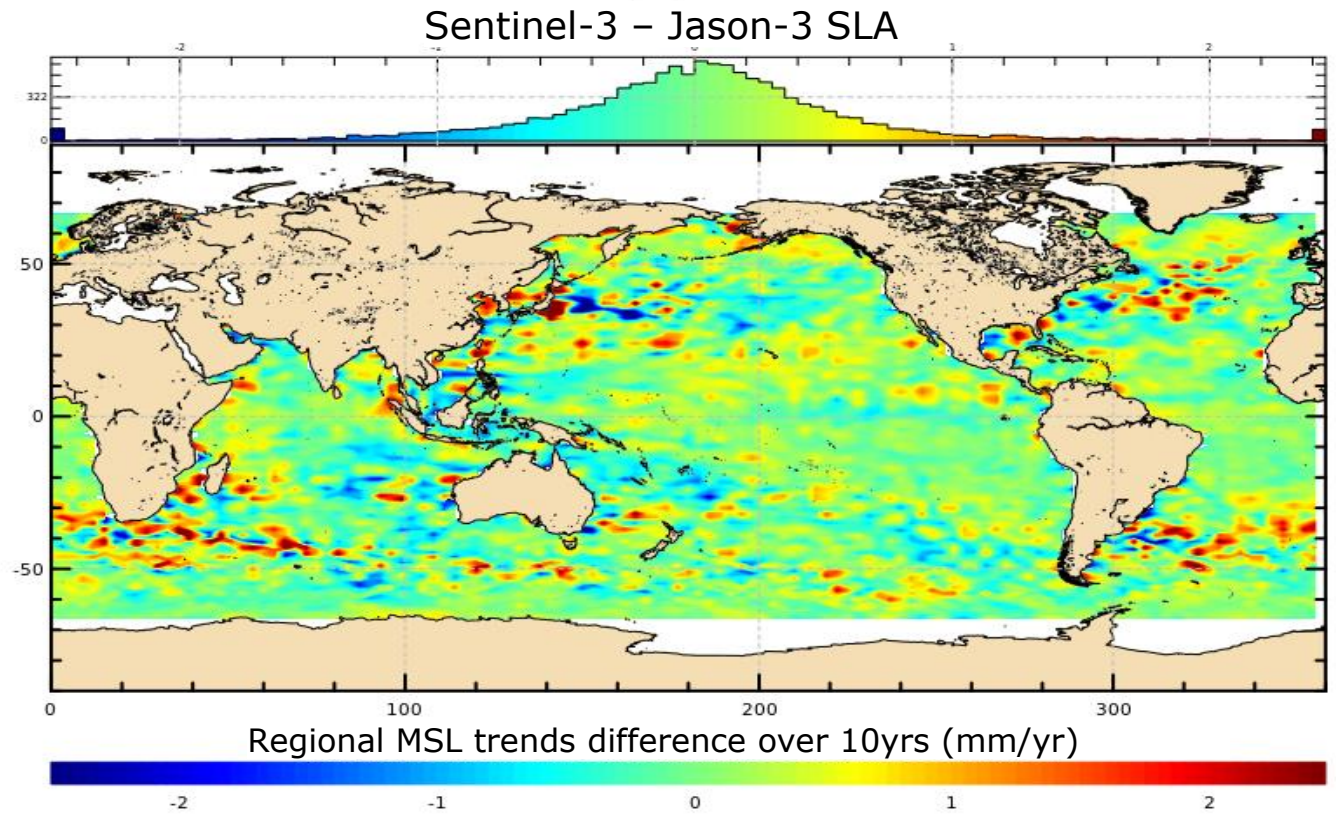 Sentinel-3 – Jason-3 SLA
-2 -1 0 1 2
322
0
50
0
-50
0 100 200 300
Regional MSL trends difference over 10yrs (mm/yr)
-2 -1 0 1 2